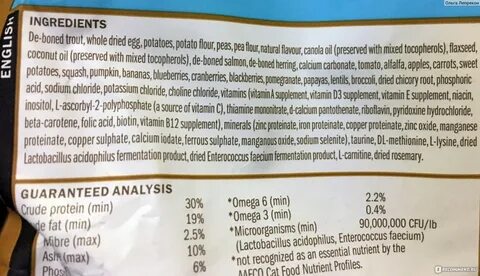 Ольга Лепрекон
ENGLISH
INGREDIENTS
De-boned trout, whole dried egg, potatoes, potato flour, peas, pea flour, natural flavour, canola oil (preserved with mixed tocopherols), flaxseed,
coconut oil (preserved with mixed tocopherols), de-boned salmon, de-boned herring, calcium carbonate, tomato, alfalfa, apples, carrots, sweet
potatoes, squash, pumpkin, bananas, blueberries, cranberries, blackberries, pomegranate, papayas, lentils, broccoli, dried chicory root, phosphoric
acid, sodium chloride, potassium chloride, choline chloride, vitamins (vitamin A supplement, vitamin D3 supplement, vitamin E supplement, niacin,
inositol, L-ascorbyl-2-polyphosphate (a source of vitamin C), thiamine mononitrate, d-calcium pantothenate, riboflavin, pyridoxine hydrochloride,
beta-carotene, folic acid, biotin, vitamin B12 supplement), minerals (zinc proteinate, iron proteinate, copper proteinate, zinc oxide, manganese
proteinate, copper sulphate, calcium iodate, ferrous sulphate, manganous oxide, sodium selenite), taurine, DL-methionine, L-lysine, dried
Lactobacillus acidophilus fermentation product, dried Enterococcus faecium fermentation product, L-carnitine, dried rosemary.
GUARANTEED ANALYSIS
Crude protein (min) 30% *Omega 6 (min) 2.2%
de fat (min) 19% *Omega 3 (min) 0.4%
Fibre (max) 2.5% *Microorganisms (min) 90,000,000 CFU/lb
Ash (max) 10% (Lactobacillus acidophilus, Enterococcus faecium)
Phos 6% *not recognized as an essential nutrient by the
AAFCO Cat Food Nutrient Profiles.